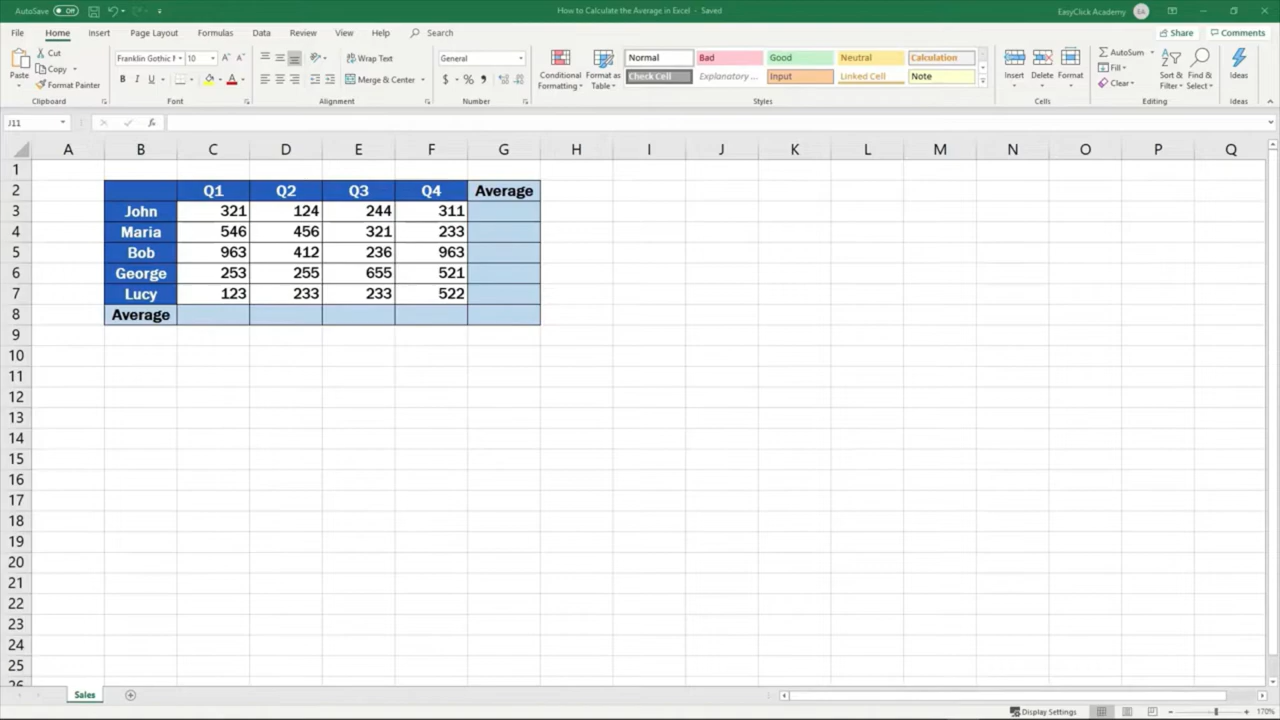 AutoSave Off How to Calculate the Average in Excel - Saved EasyClick Academy EA
File Home Insert Page Layout Formulas Data Review View Help Search Share Comments
Paste Cut Copy Format Painter Clipboard
Franklin Gothic M 10 B I U A Font
Wrap Text Merge & Center Alignment
General $ % Number
Conditional Formatting Format as Table
Normal Bad Good Neutral Calculation
Check Cell Explanatory ... Input Linked Cell Note
Styles
Insert Delete Format Cells
AutoSum Fill Clear Sort & Filter Find & Select Editing
Ideas Ideas
J11 fx
A B C D E F G H I J K L M N O P Q
1
2 Q1 Q2 Q3 Q4 Average
3 John 321 124 244 311
4 Maria 546 456 321 233
5 Bob 963 412 236 963
6 George 253 255 655 521
7 Lucy 123 233 233 522
8 Average
9
10
11
12
13
14
15
16
17
18
19
20
21
22
23
24
25
26
Sales
Display Settings 170%